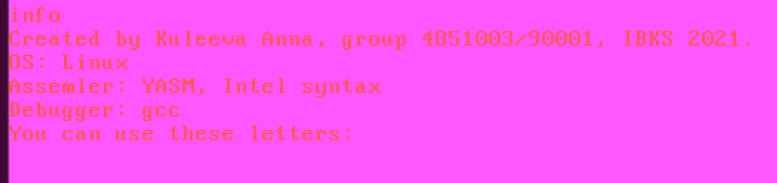 info
Created by Kuleeva Anna, group 4851003/90001, IBKS 2021.
OS: Linux
Assemler: YASM, Intel syntax
Debugger: gcc
You can use these letters: